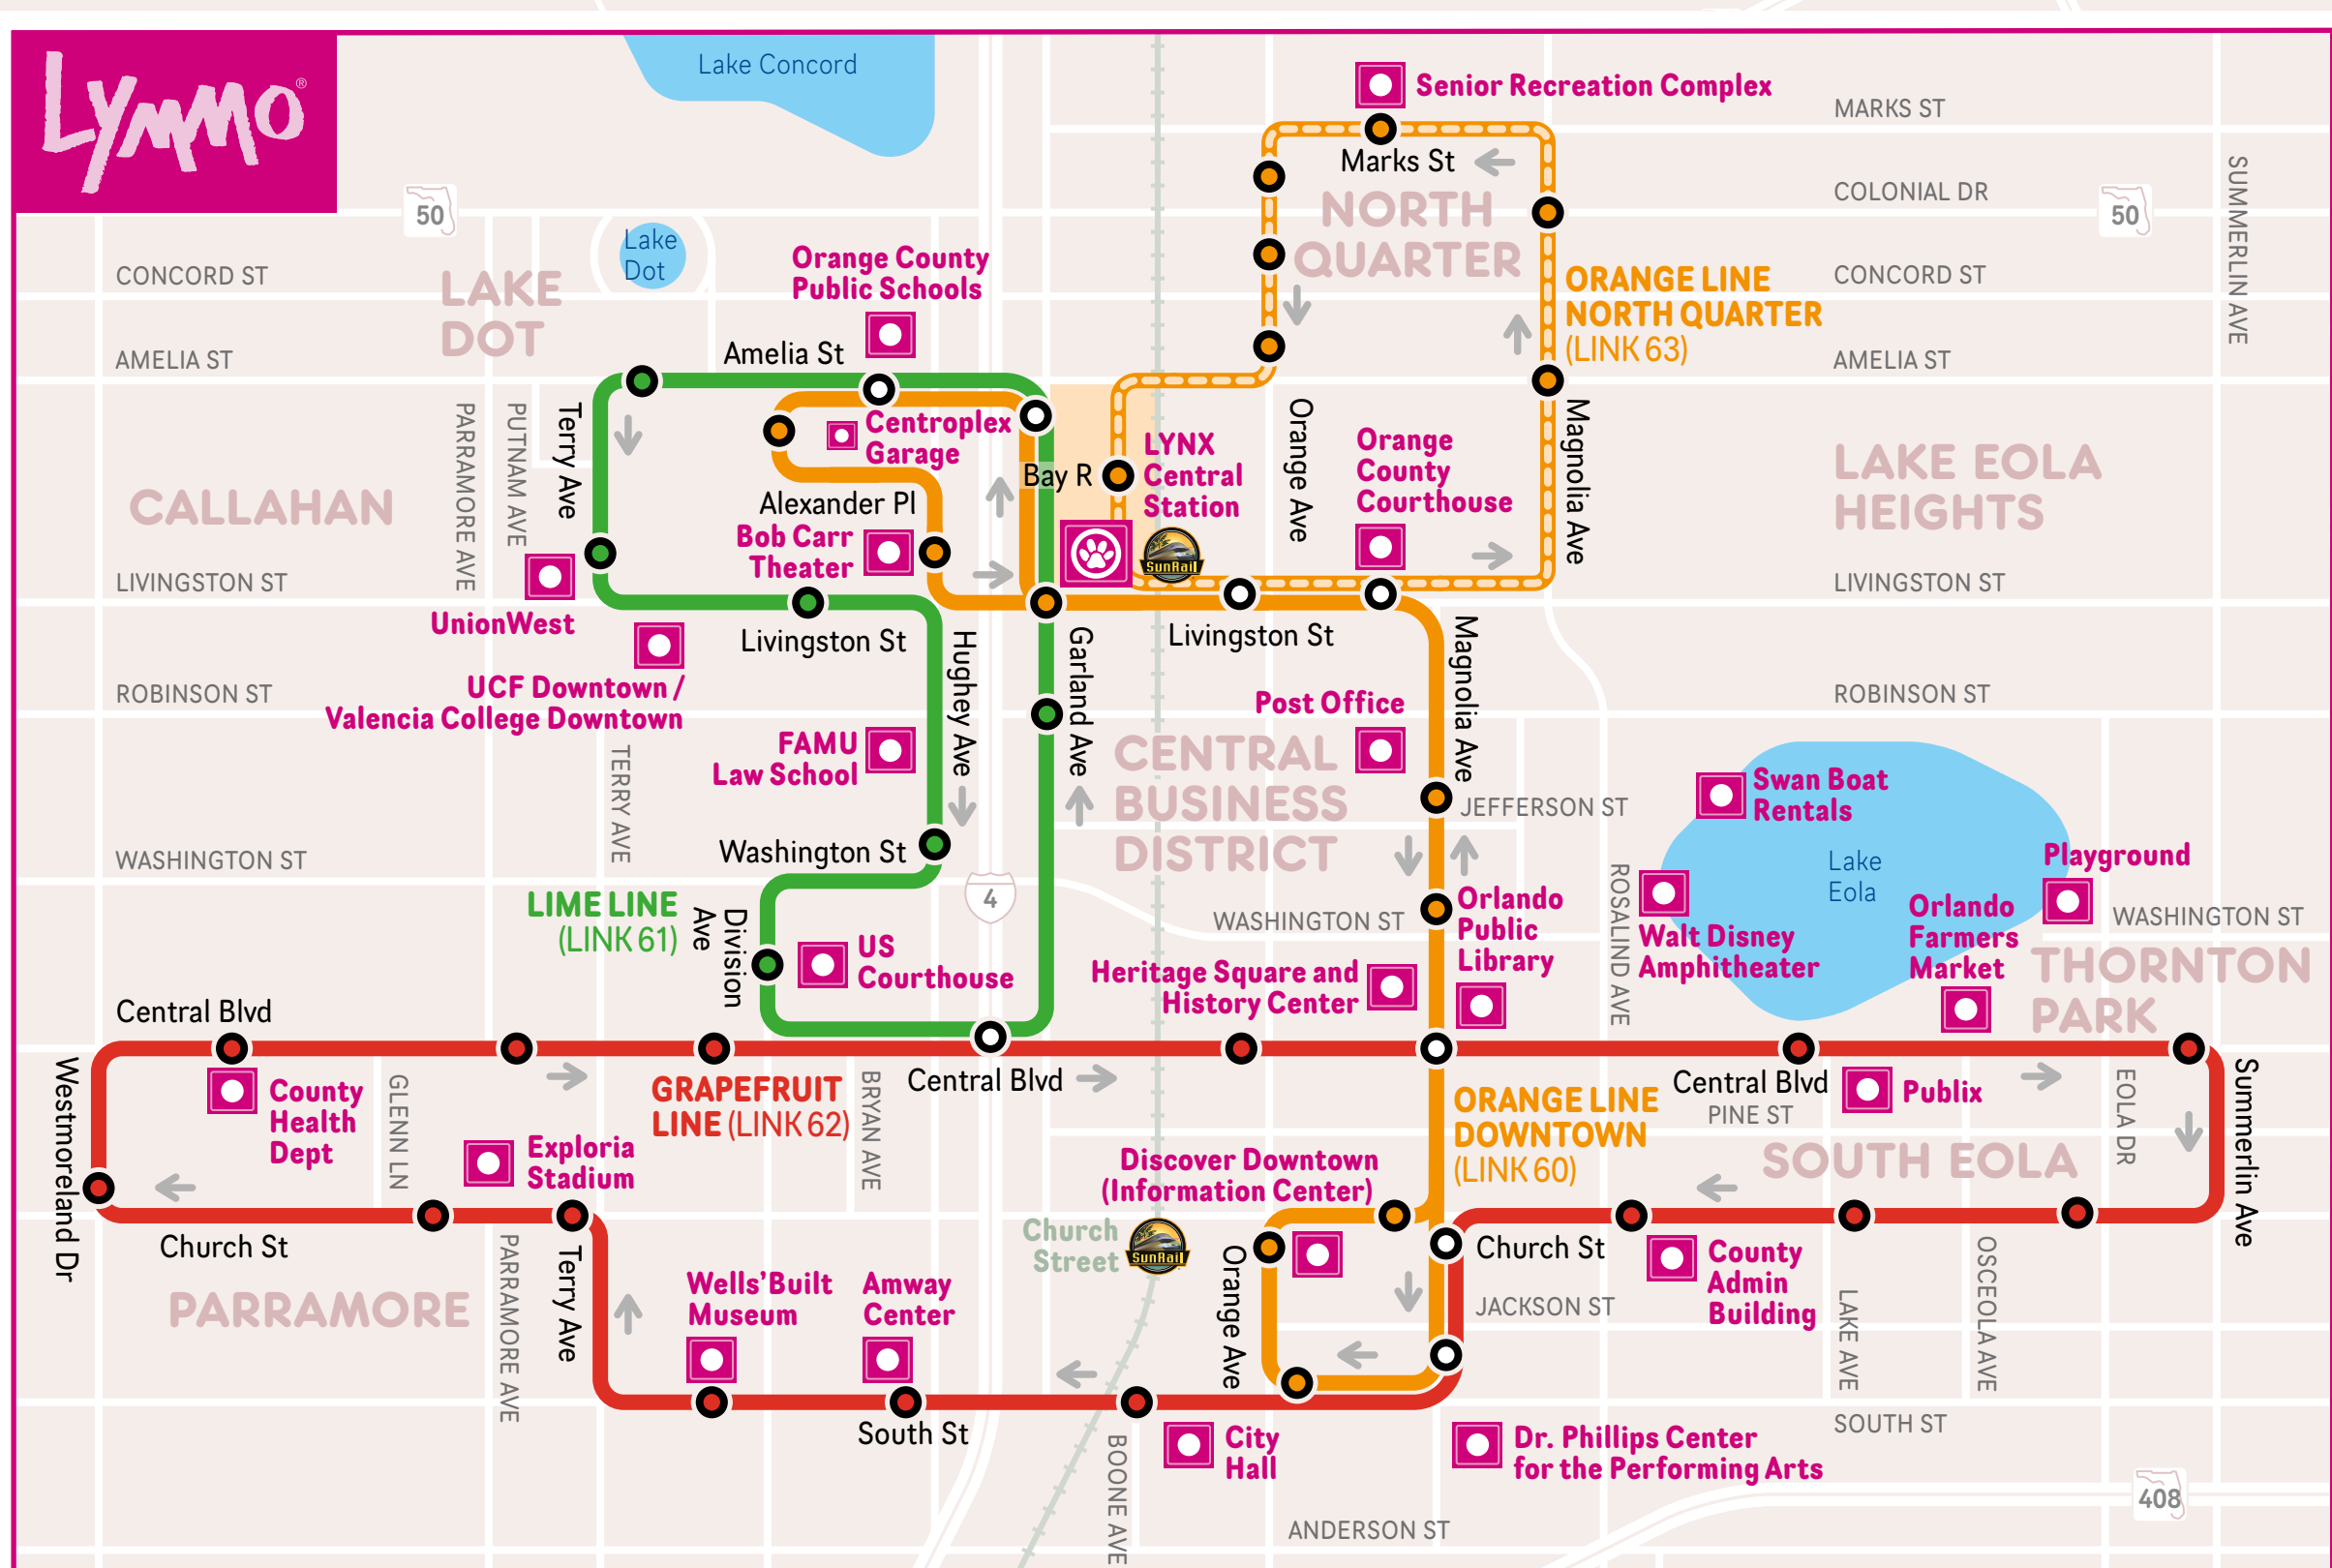 LYMMO®
Lake Concord
Senior Recreation Complex
MARKS ST
Marks St
50
COLONIAL DR
50
SUMMERLIN AVE
NORTH
QUARTER
Lake
Dot
CONCORD ST
LAKE
DOT
Orange County
Public Schools
ORANGE LINE
NORTH QUARTER
(LINK 63)
CONCORD ST
AMELIA ST
Amelia St
AMELIA ST
PARRAMORE AVE
PUTNAM AVE
Terry Ave
Centroplex
Garage
Bay R
LYNX
Central
Station
Orange Ave
Orange
County
Courthouse
Magnolia Ave
LAKE EOLA
HEIGHTS
CALLAHAN
Alexander Pl
Bob Carr
Theater
SunRail
LIVINGSTON ST
LIVINGSTON ST
UnionWest
Livingston St
Livingston St
Hughey Ave
Garland Ave
Magnolia Ave
UCF Downtown /
Valencia College Downtown
ROBINSON ST
ROBINSON ST
Post Office
TERRY AVE
FAMU
Law School
CENTRAL
BUSINESS
DISTRICT
JEFFERSON ST
Swan Boat
Rentals
WASHINGTON ST
Washington St
Lake
Eola
Playground
LIME LINE
(LINK 61)
Division
Ave
4
WASHINGTON ST
Orlando
Public
Library
ROSALIND AVE
Walt Disney
Amphitheater
Orlando
Farmers
Market
WASHINGTON ST
THORNTON
PARK
US
Courthouse
Heritage Square and
History Center
Central Blvd
Westmoreland Dr
County
Health
Dept
GLENN LN
GRAPEFRUIT
LINE (LINK 62)
BRYAN AVE
Central Blvd
ORANGE LINE
DOWNTOWN
(LINK 60)
Central Blvd
PINE ST
Publix
EOLA DR
Summerlin Ave
Exploria
Stadium
Discover Downtown
(Information Center)
SOUTH EOLA
Church St
PARRAMORE AVE
Terry Ave
Church
Street
SunRail
Orange Ave
Church St
County
Admin
Building
LAKE AVE
OSCEOLA AVE
PARRAMORE
Wells'Built
Museum
Amway
Center
JACKSON ST
South St
BOONE AVE
City
Hall
Dr. Phillips Center
for the Performing Arts
SOUTH ST
408
ANDERSON ST